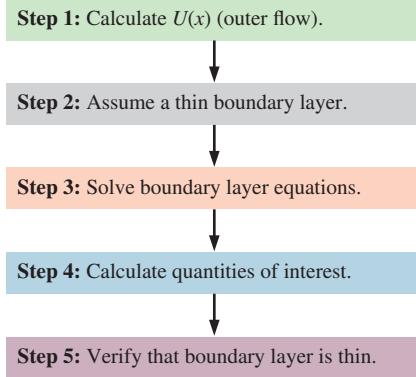 Step 1: Calculate U(x) (outer flow).
Step 2: Assume a thin boundary layer.
Step 3: Solve boundary layer equations.
Step 4: Calculate quantities of interest.
Step 5: Verify that boundary layer is thin.